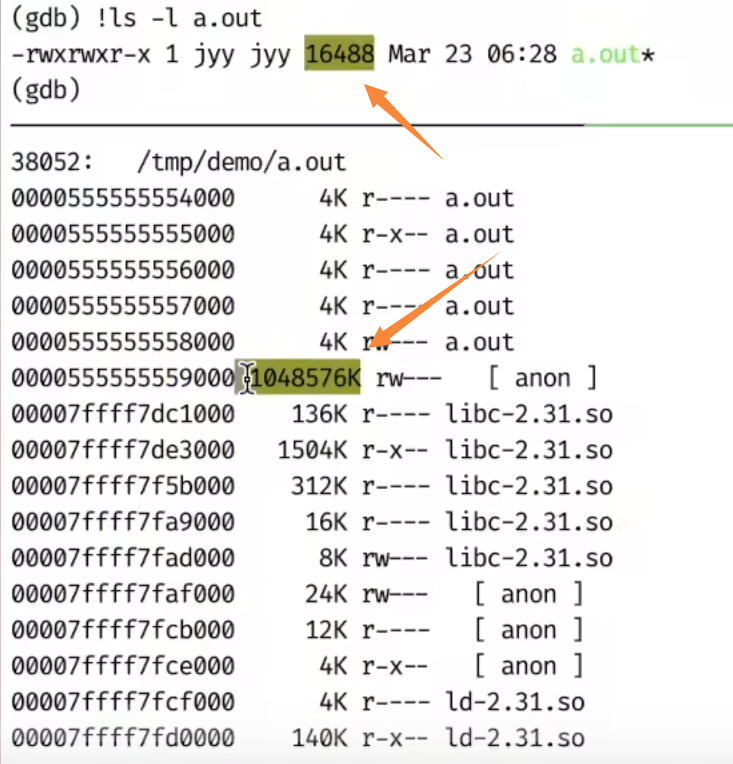 (gdb) !ls -l a.out
-rwxrwxr-x 1 jyy jyy 16488 Mar 23 06:28 a.out*
(gdb)
38052:   /tmp/demo/a.out
0000555555554000      4K r---- a.out
0000555555555000      4K r-x-- a.out
0000555555556000      4K r---- a.out
0000555555557000      4K r---- a.out
0000555555558000      4K rw--- a.out
0000555555559000 1048576K rw---   [ anon ]
00007ffff7dc1000    136K r---- libc-2.31.so
00007ffff7de3000   1504K r-x-- libc-2.31.so
00007ffff7f5b000    312K r---- libc-2.31.so
00007ffff7fa9000     16K r---- libc-2.31.so
00007ffff7fad000      8K rw--- libc-2.31.so
00007ffff7faf000     24K rw---   [ anon ]
00007ffff7fcb000     12K r----   [ anon ]
00007ffff7fce000      4K r-x--   [ anon ]
00007ffff7fcf000      4K r---- ld-2.31.so
00007ffff7fd0000    140K r-x-- ld-2.31.so